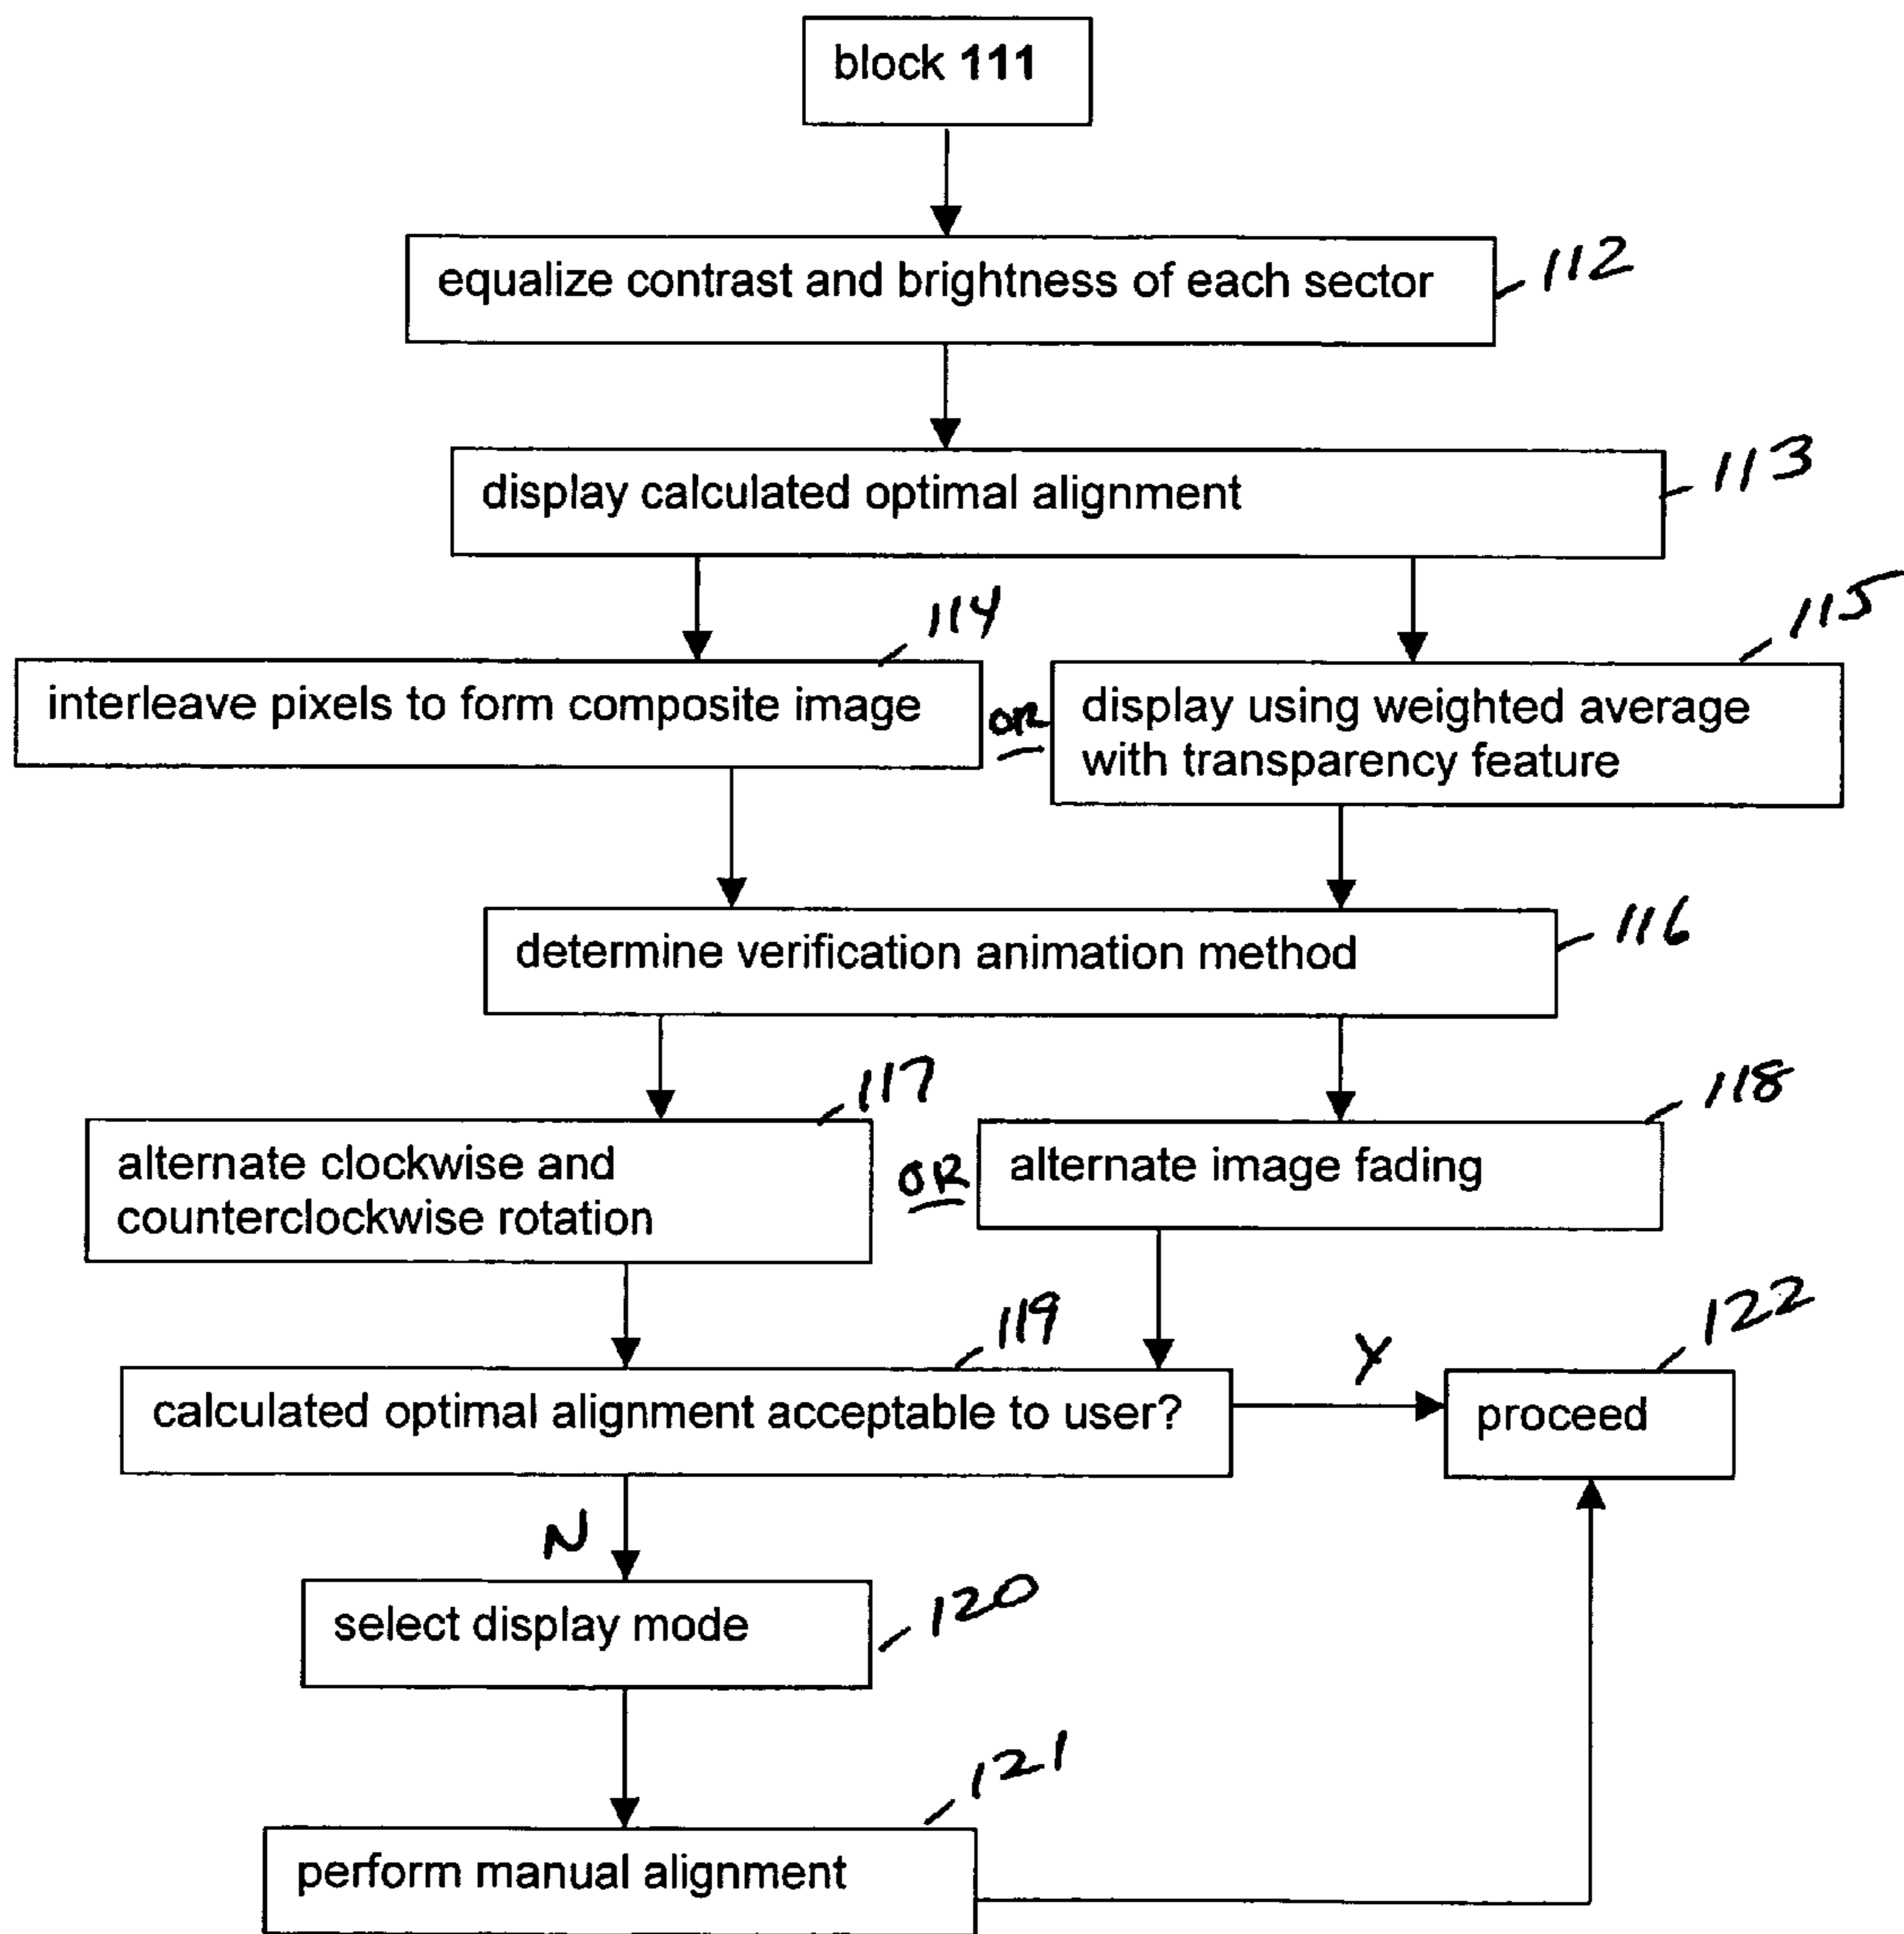 block 111
equalize contrast and brightness of each sector
112
display calculated optimal alignment
113
114
115
interleave pixels to form composite image
OR
display using weighted average
with transparency feature
determine verification animation method
116
117
118
alternate clockwise and
counterclockwise rotation
OR
alternate image fading
119
122
Y
calculated optimal alignment acceptable to user?
proceed
N
select display mode
120
121
perform manual alignment